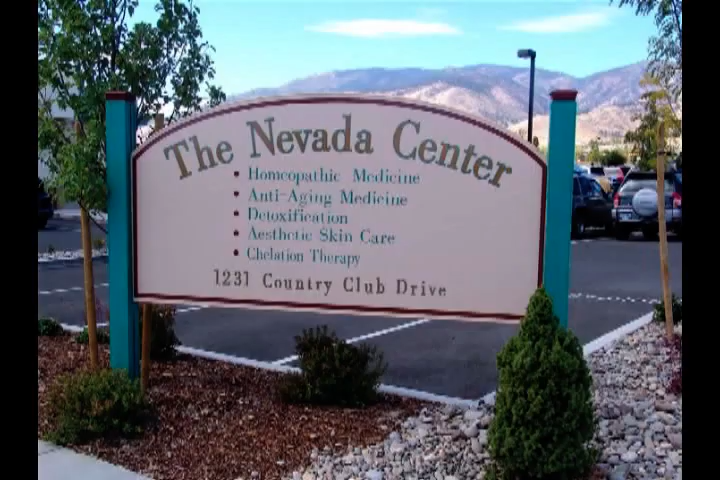 The Nevada Center
• Homeopathic Medicine
• Anti-Aging Medicine
• Detoxification
• Aesthetic Skin Care
• Chelation Therapy
1231 Country Club Drive